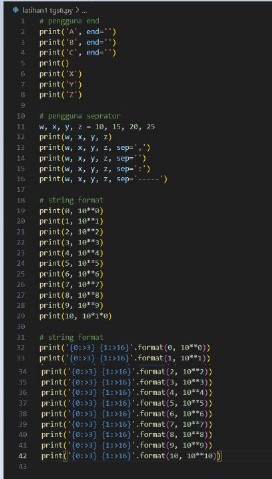 latihan1 tgs6.py > ...
1 # pengguna end
2 print('A', end='')
3 print('B', end='')
4 print('C', end='')
5 print()
6 print('X')
7 print('Y')
8 print('Z')
9
10 # pengguna seprator
11 w, x, y, z = 10, 15, 20, 25
12 print(w, x, y, z)
13 print(w, x, y, z, sep=',')
14 print(w, x, y, z, sep='')
15 print(w, x, y, z, sep=':')
16 print(w, x, y, z, sep='-----')
17
18 # string format
19 print(0, 10**0)
20 print(1, 10**1)
21 print(2, 10**2)
22 print(3, 10**3)
23 print(4, 10**4)
24 print(5, 10**5)
25 print(6, 10**6)
26 print(7, 10**7)
27 print(8, 10**8)
28 print(9, 10**9)
29 print(10, 10*1*0)
30
31 # string format
32 print('{0:>3} {1:>16}'.format(0, 10**0))
33 print('{0:>3} {1:>16}'.format(1, 10**1))
34 print('{0:>3} {1:>16}'.format(2, 10**2))
35 print('{0:>3} {1:>16}'.format(3, 10**3))
36 print('{0:>3} {1:>16}'.format(4, 10**4))
37 print('{0:>3} {1:>16}'.format(5, 10**5))
38 print('{0:>3} {1:>16}'.format(6, 10**6))
39 print('{0:>3} {1:>16}'.format(7, 10**7))
40 print('{0:>3} {1:>16}'.format(8, 10**8))
41 print('{0:>3} {1:>16}'.format(9, 10**9))
42 print('{0:>3} {1:>16}'.format(10, 10**10))
43